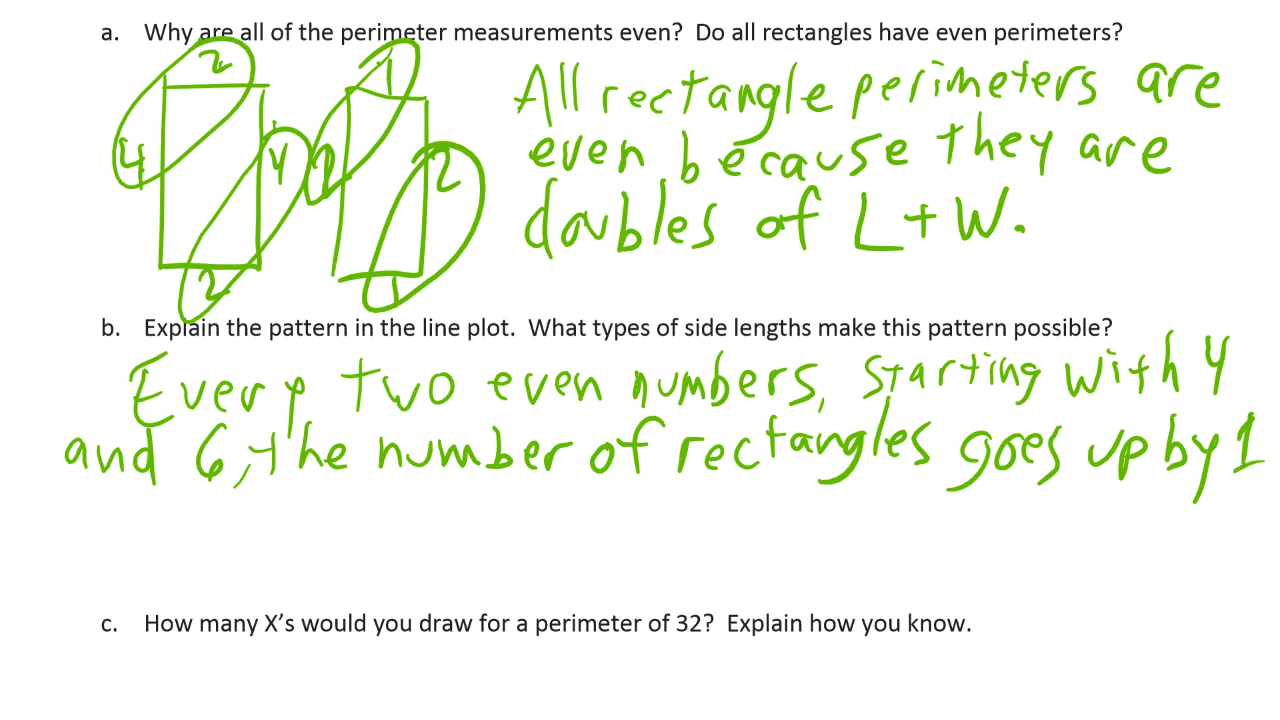 a. Why are all of the perimeter measurements even? Do all rectangles have even perimeters?
2
4
4
2
1
2
2
1
All rectangle perimeters are
even because they are
doubles of L + W.
b. Explain the pattern in the line plot. What types of side lengths make this pattern possible?
Every two even numbers, starting with 4
and 6, the number of rectangles goes up by 1
c. How many X’s would you draw for a perimeter of 32? Explain how you know.